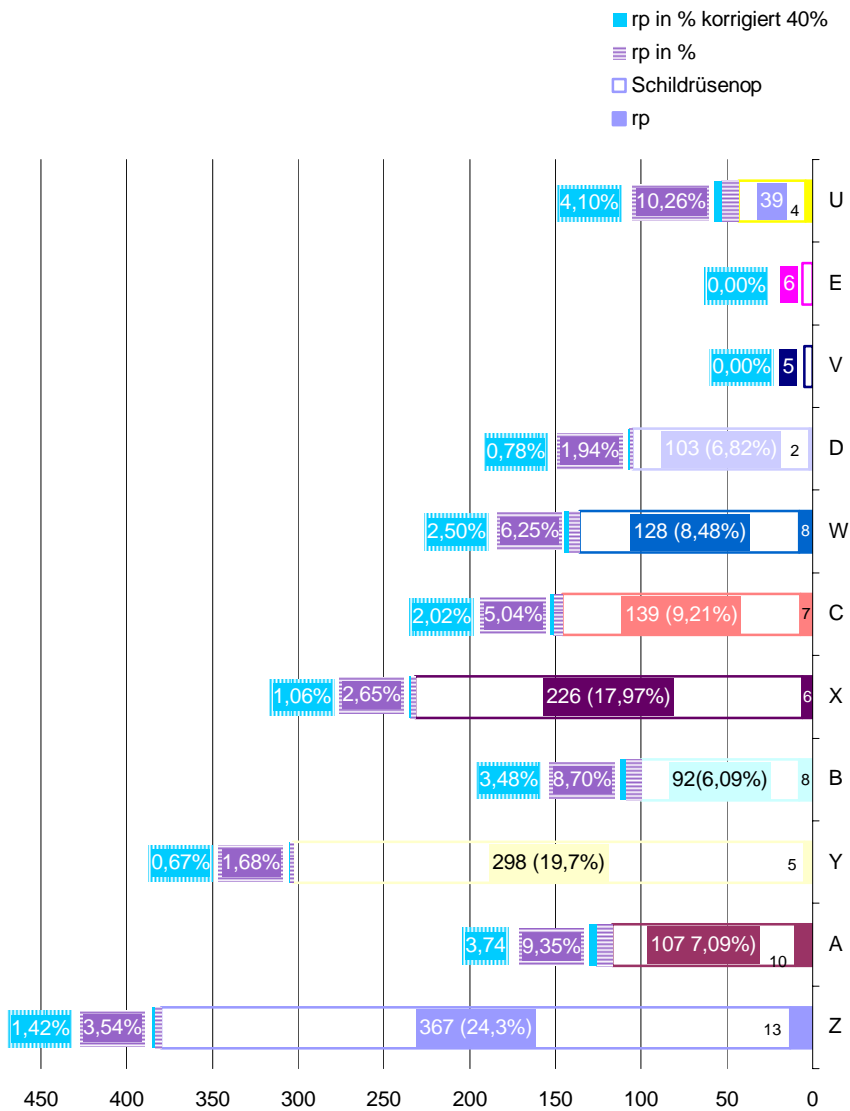 rp in % korrigiert 40%
rp in %
Schildrüsenop
rp
4,10% 10,26% 39 4 U
0,00% 6 E
0,00% 5 V
0,78% 1,94% 103 (6,82%) 2 D
2,50% 6,25% 128 (8,48%) 8 W
2,02% 5,04% 139 (9,21%) 7 C
1,06% 2,65% 226 (17,97%) 6 X
3,48% 8,70% 92(6,09%) 8 B
0,67% 1,68% 298 (19,7%) 5 Y
3,74 9,35% 107 7,09%) 10 A
1,42% 3,54% 367 (24,3%) 13 Z
450 400 350 300 250 200 150 100 50 0